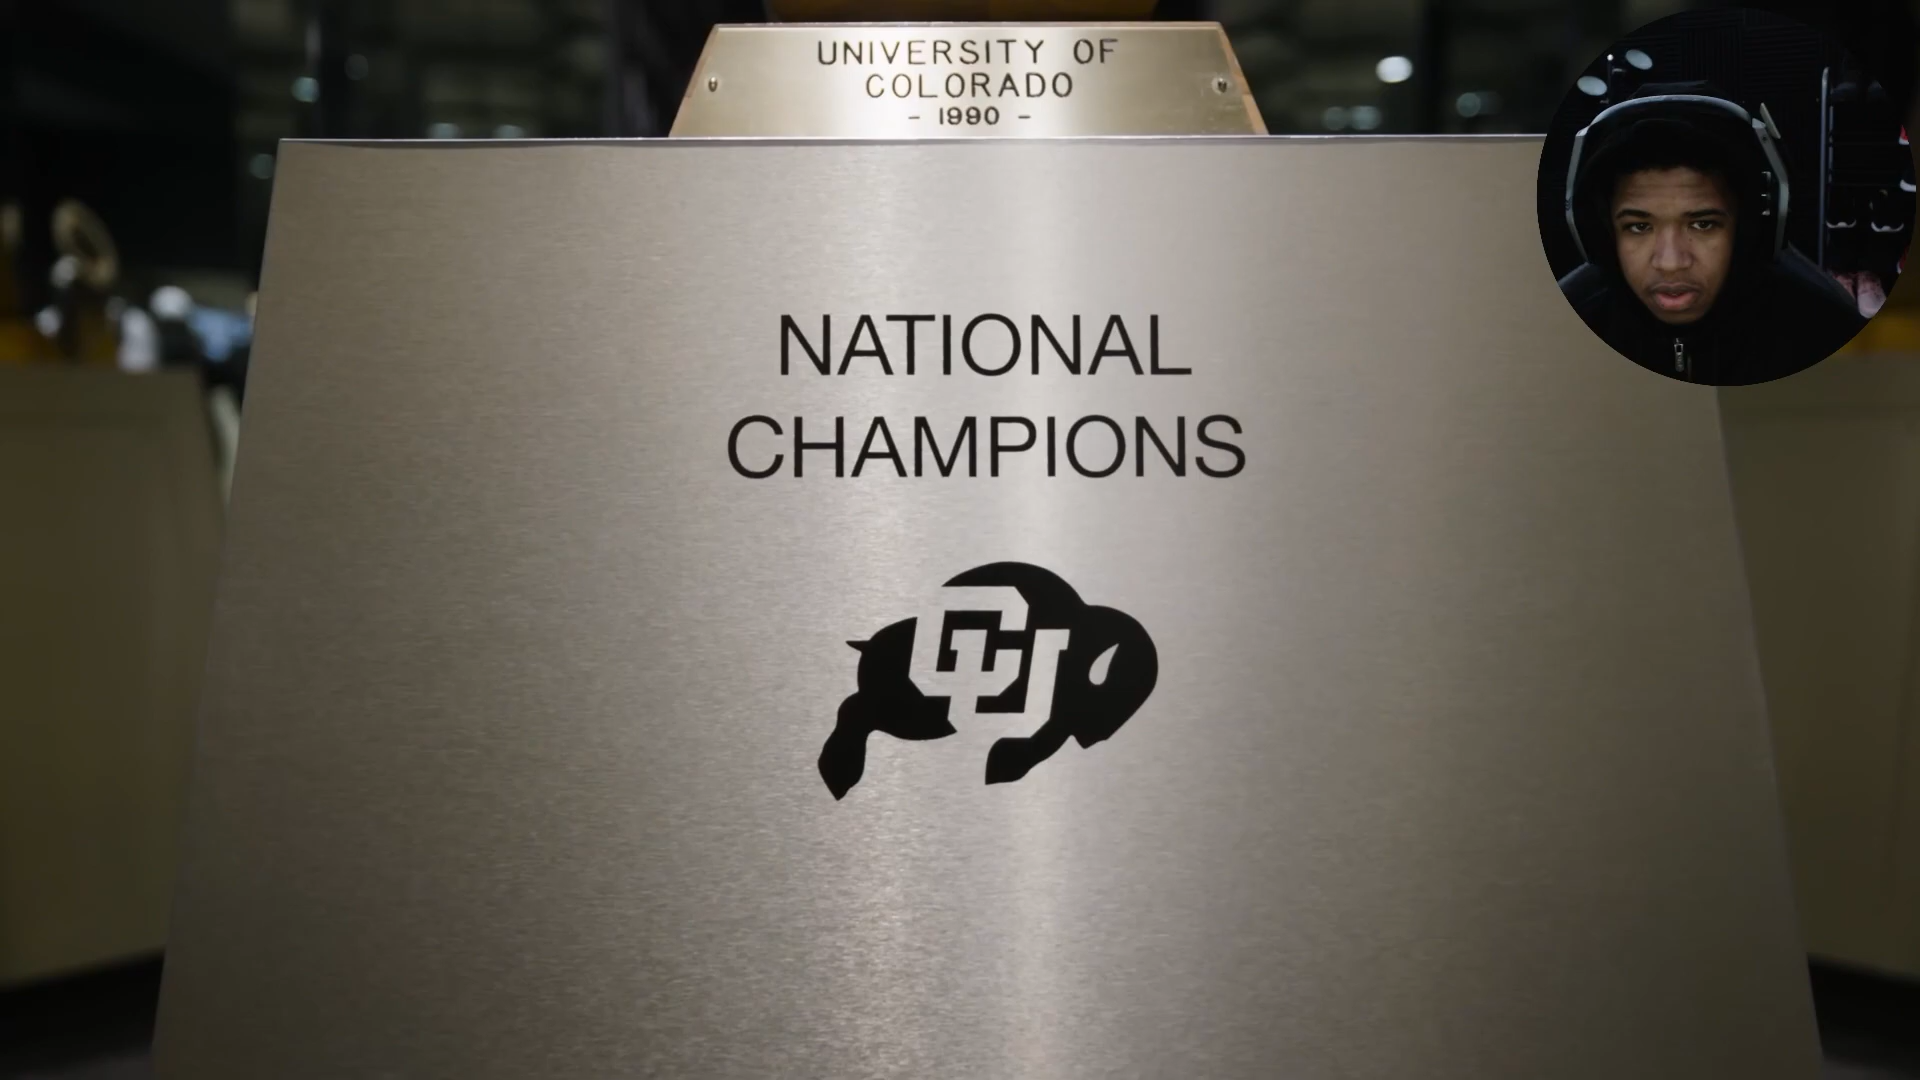 UNIVERSITY OF
COLORADO
- 1990 -
NATIONAL
CHAMPIONS
CU